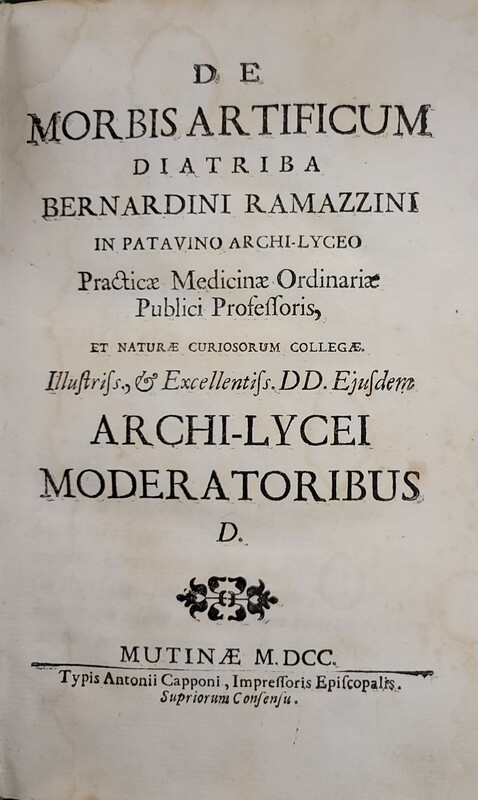 D E
MORBIS ARTIFICUM
DIATRIBA
BERNARDINI RAMAZZINI
IN PATAVINO ARCHI-LYCEO
Practicæ Medicinæ Ordinariæ
Publici Profeſſoris,
ET NATURÆ CURIOSORUM COLLEGÆ.
Illuſtriſs., & Excellentiſs. DD. Ejuſdem
ARCHI-LYCEI
MODERATORIBUS
D.
MUTINÆ M.DCC.
Typis Antonii Capponi, Impreſſoris Epiſcopalis.
Supriorum Conſenſu.